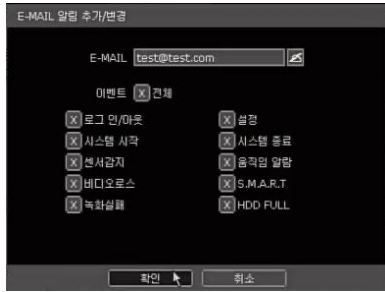 E-MAIL 알림 추가/변경
E-MAIL test@test.com
이벤트 X 전체
X 로그 인/아웃 X 설정
X 시스템 시작 X 시스템 종료
X 센서감지 X 움직임 알람
X 비디오로스 X S.M.A.R.T
X 녹화실패 X HDD FULL
확인 취소